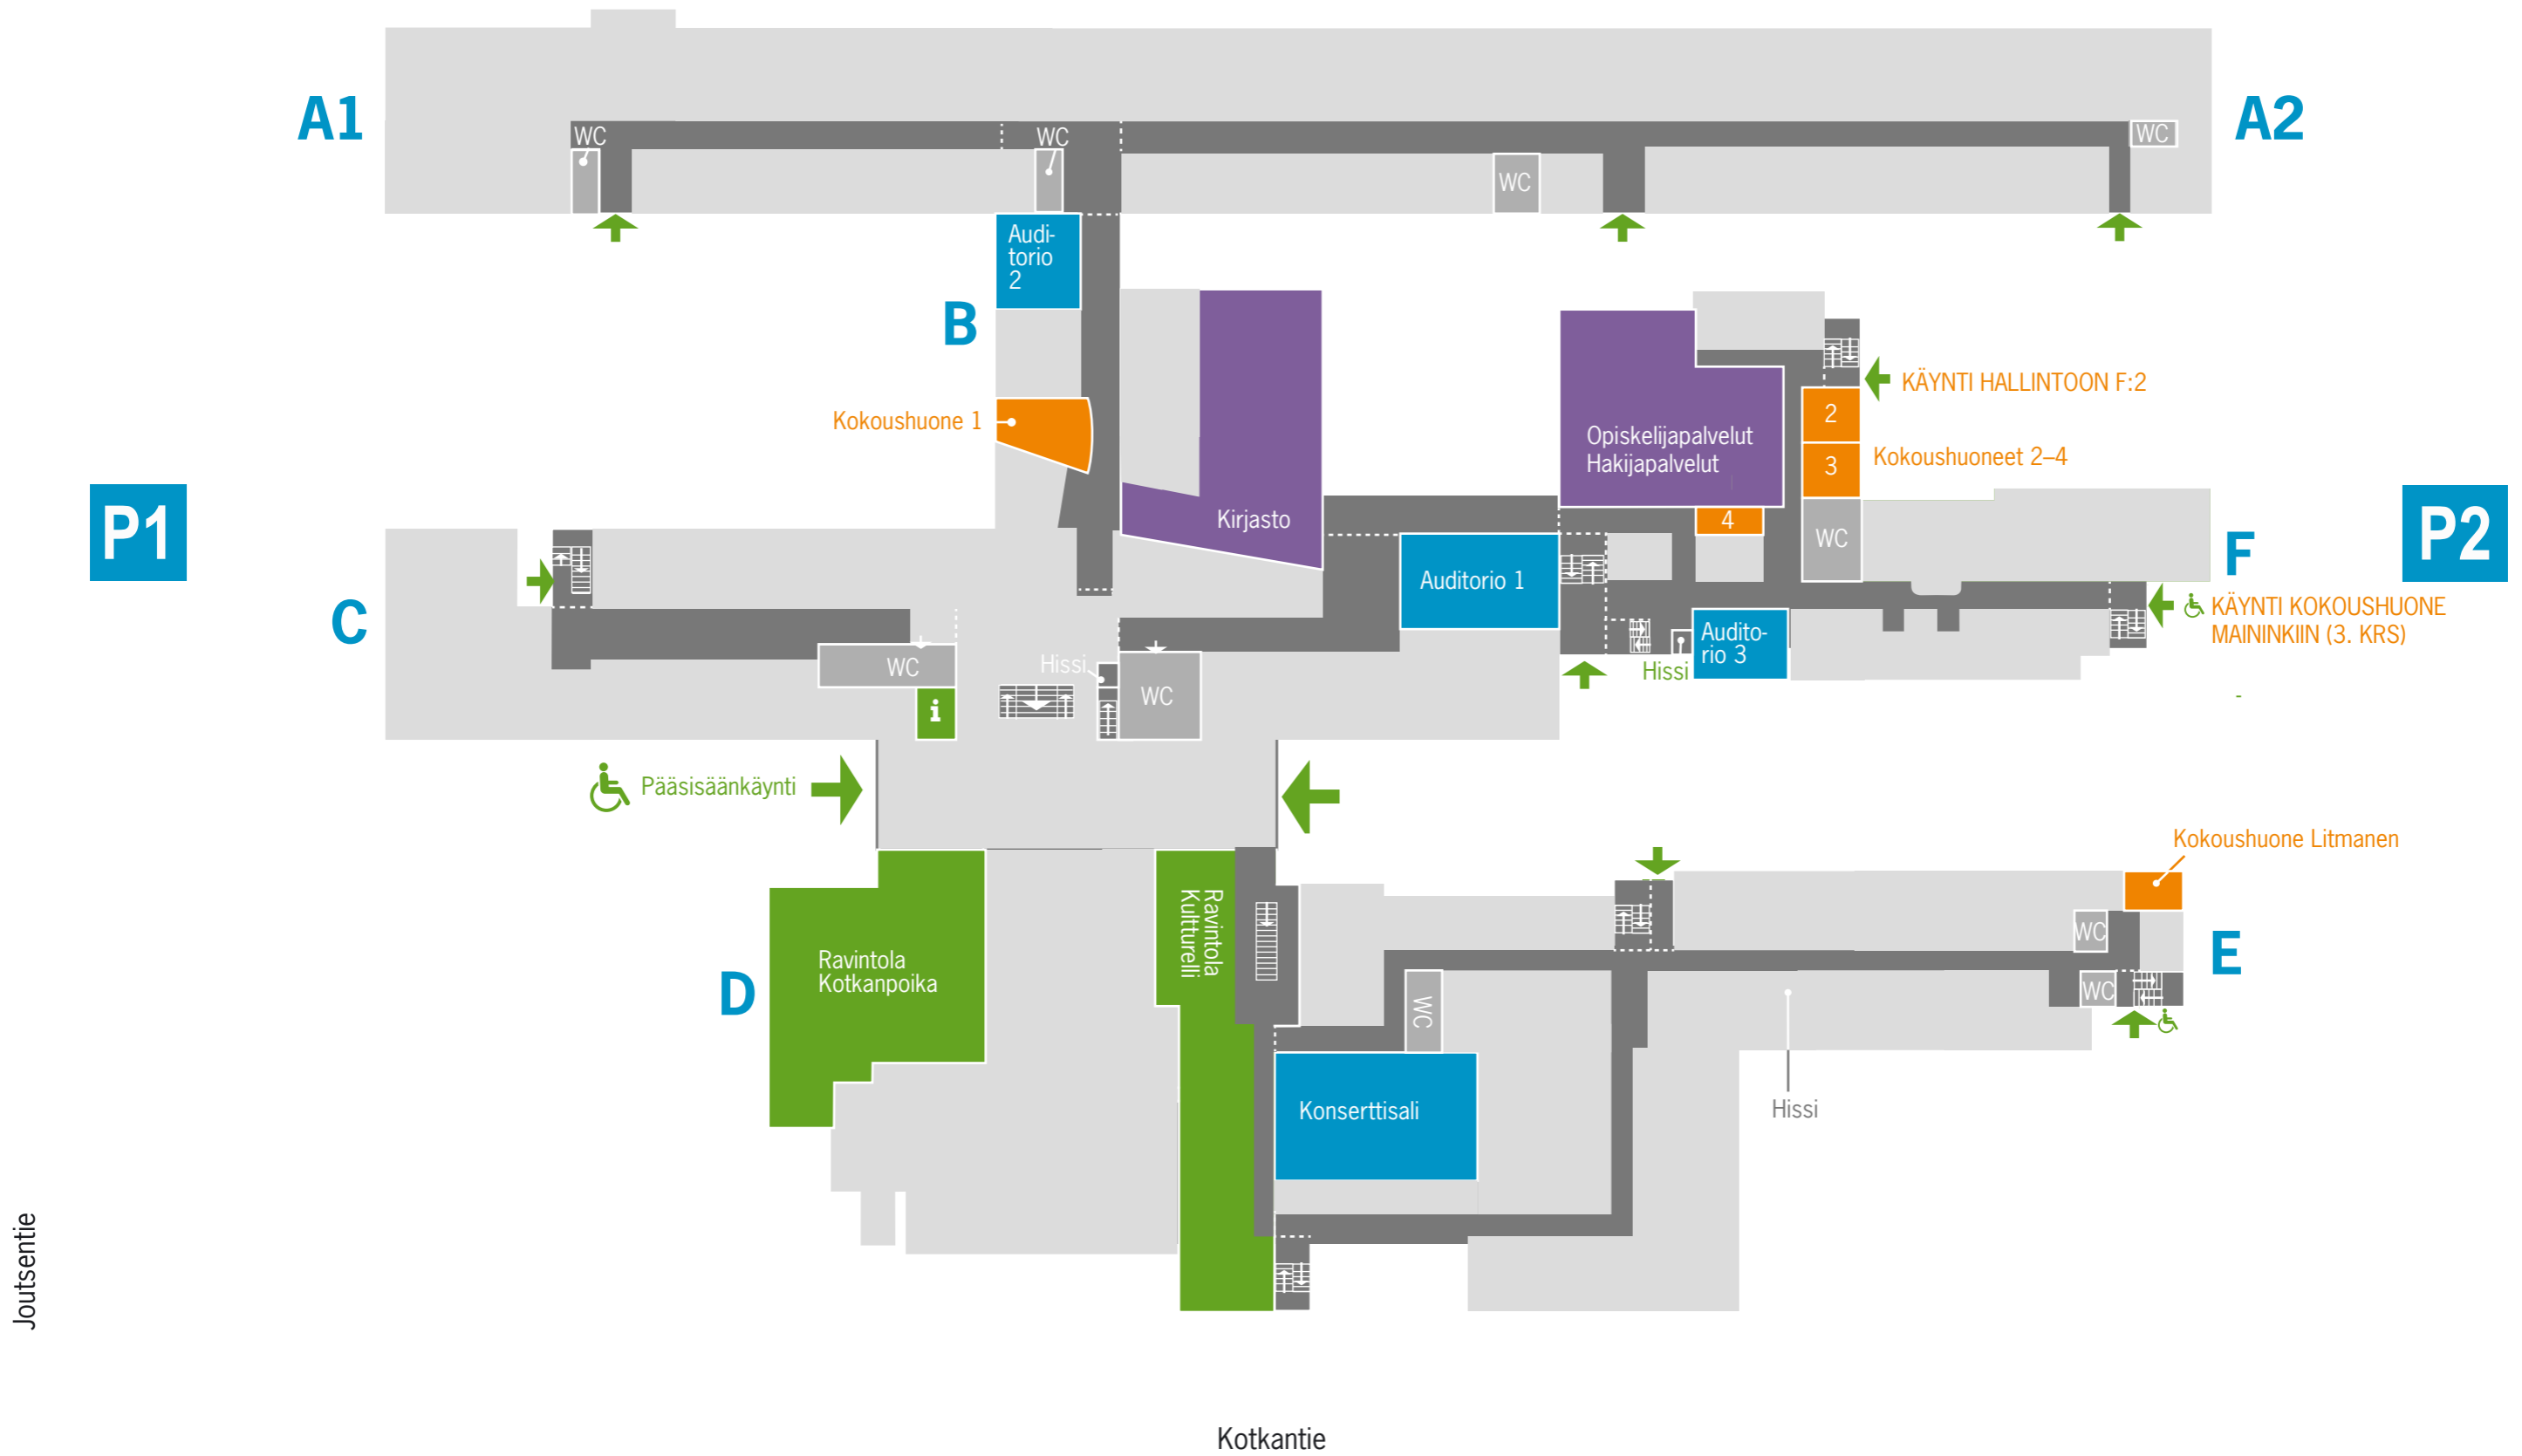 A1
A2
WC
WC
WC
WC
Audi-
torio
2
B
KÄYNTI HALLINTOON F:2
2
Kokoushuone 1
Opiskelijapalvelut
Hakijapalvelut
3
Kokoushuoneet 2–4
P1
Kirjasto
4
WC
F
P2
Auditorio 1
C
KÄYNTI KOKOUSHUONE
MAININKIIN (3. KRS)
Audito-
rio 3
WC
Hissi
WC
Hissi
i
Pääsisäänkäynti
Kokoushuone Litmanen
Ravintola
Kultturelli
WC
E
Ravintola
Kotkanpoika
D
WC
WC
Konserttisali
Hissi
Joutsentie
Kotkantie